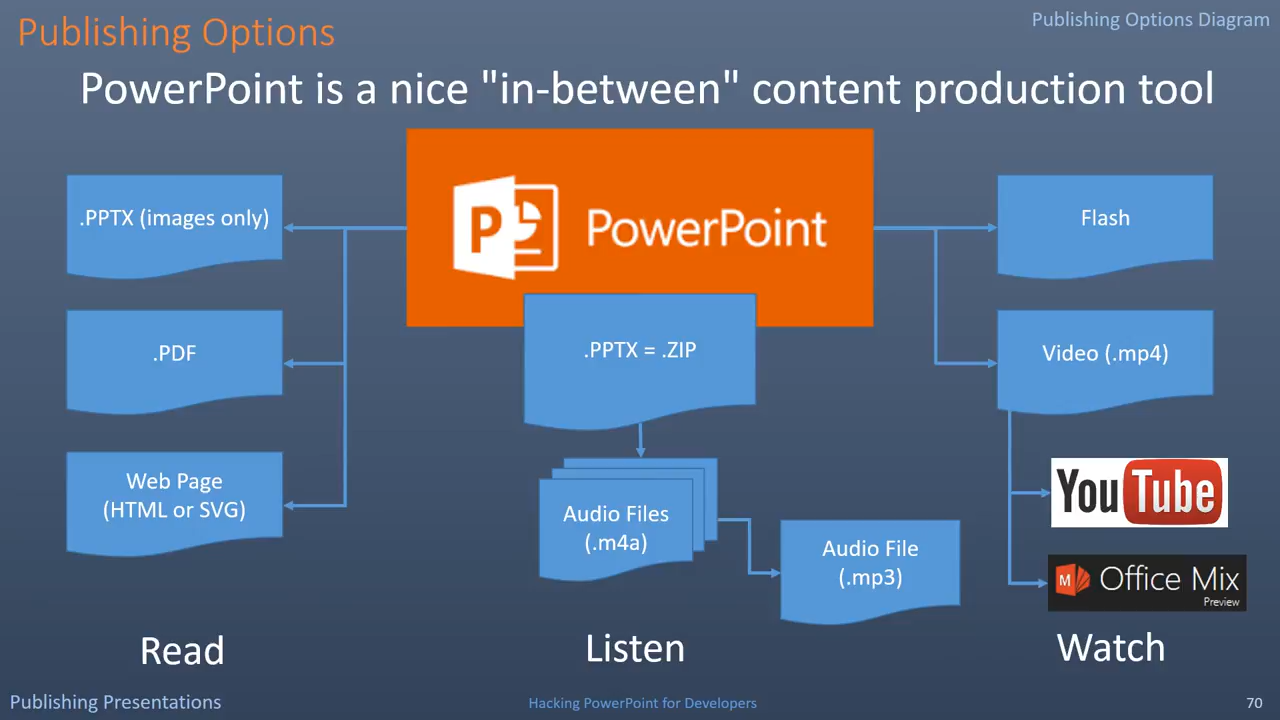 Publishing Options
Publishing Options Diagram
PowerPoint is a nice "in-between" content production tool
.PPTX (images only)
.PDF
Web Page
(HTML or SVG)
Read
P
PowerPoint
.PPTX = .ZIP
Audio Files
(.m4a)
Audio File
(.mp3)
Listen
Flash
Video (.mp4)
YouTube
M
Office Mix
Preview
Watch
Publishing Presentations
Hacking PowerPoint for Developers
70